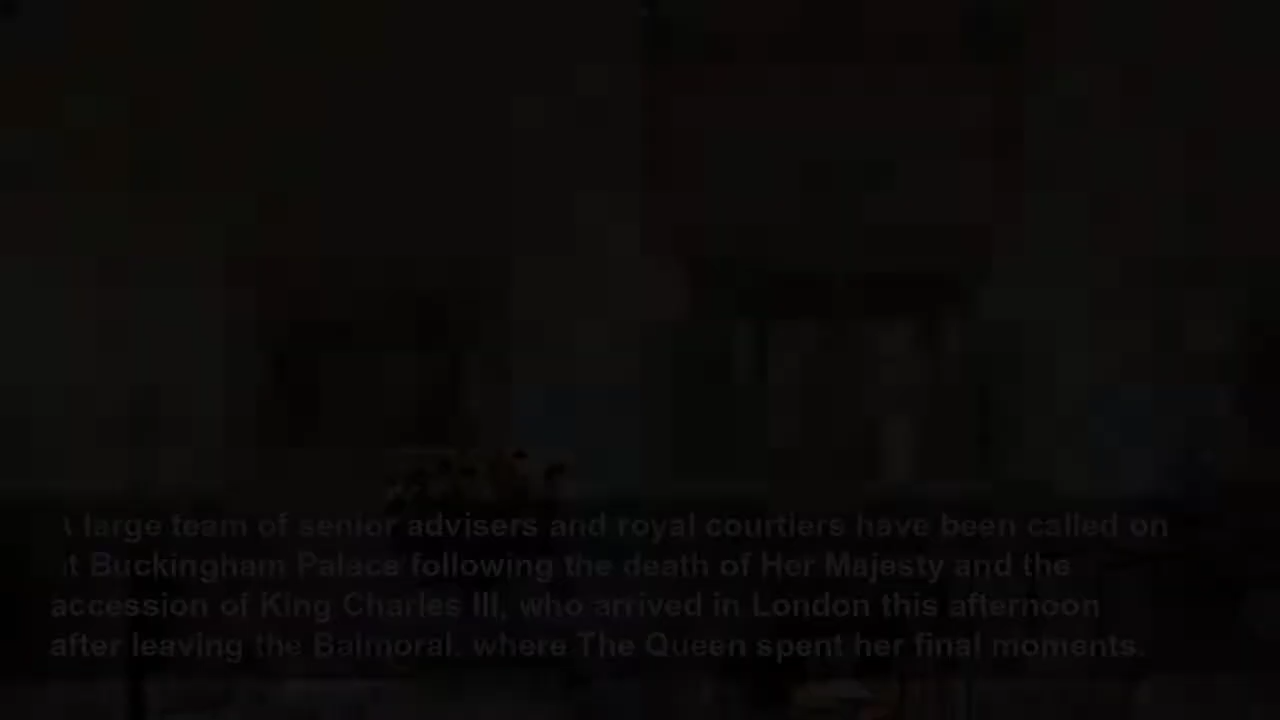 large team of senior advisers and royal courtiers have been called on
at Buckingham Palace following the death of Her Majesty and the
accession of King Charles III, who arrived in London this afternoon
after leaving the Balmoral. where The Queen spent her final moments.